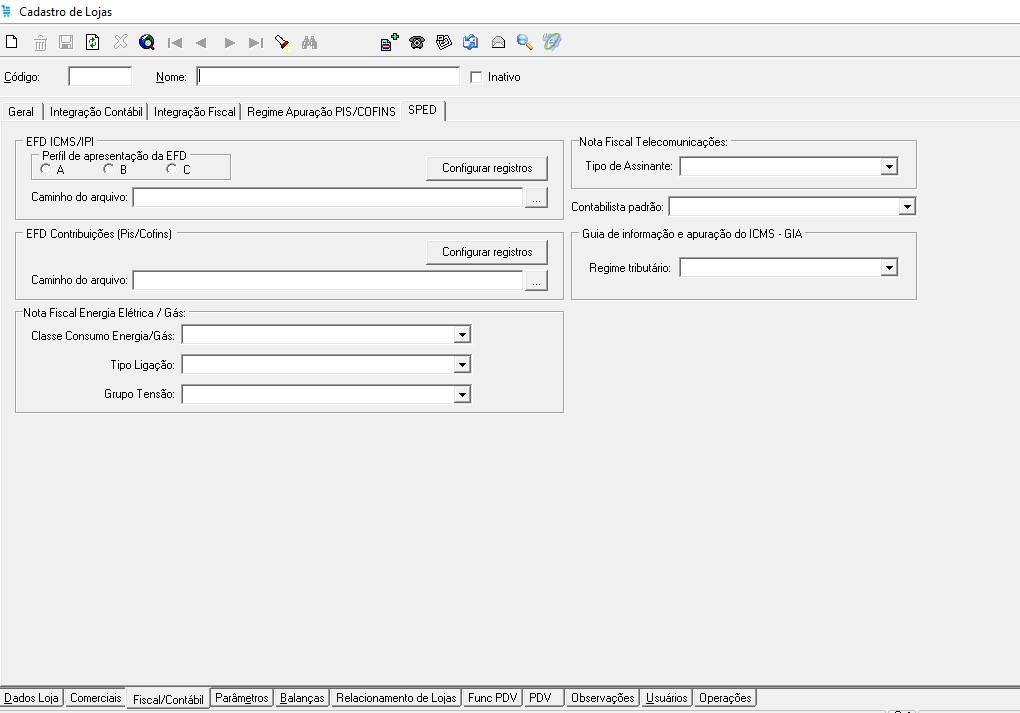 Cadastro de Lojas
Código:
Nome:
Inativo
Geral
Integração Contábil
Integração Fiscal
Regime Apuração PIS/COFINS
SPED
EFD ICMS/IPI
Perfil de apresentação da EFD
A
B
C
Configurar registros
Caminho do arquivo:
...
EFD Contribuições (Pis/Cofins)
Configurar registros
Caminho do arquivo:
...
Nota Fiscal Energia Elétrica / Gás:
Classe Consumo Energia/Gás:
Tipo Ligação:
Grupo Tensão:
Nota Fiscal Telecomunicações:
Tipo de Assinante:
Contabilista padrão:
Guia de informação e apuração do ICMS - GIA
Regime tributário:
Dados Loja
Comerciais
Fiscal/Contábil
Parâmetros
Balanças
Relacionamento de Lojas
Func PDV
PDV
Observações
Usuários
Operações